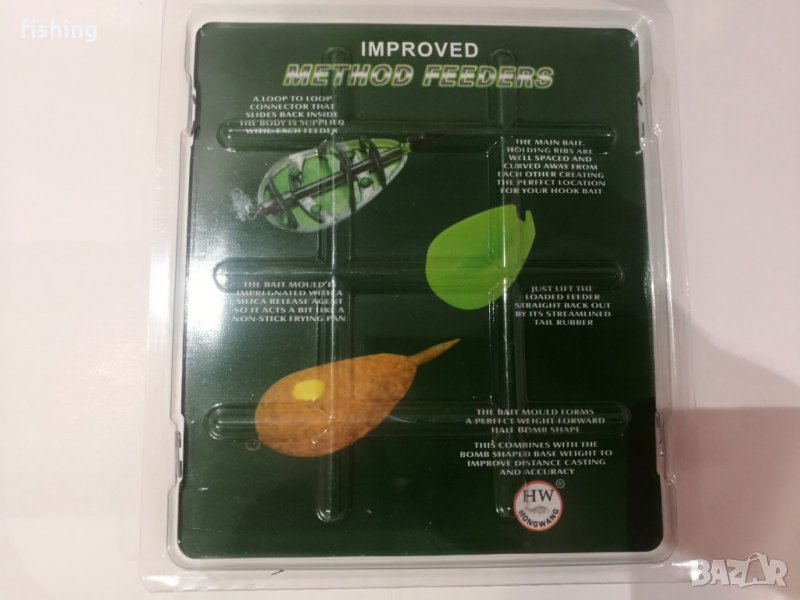 fishing
IMPROVED
METHOD FEEDERS
A LOOP TO LOOP
CONNECTOR THAT
SLIDES BACK INSIDE
THE BODY IS SUPPLIED
WITH EACH FEEDER
THE MAIN BAIT.
HOLDING RIBS ARE
WELL SPACED AND
CURVED AWAY FROM
EACH OTHER CREATING
THE PERFECT LOCATION
FOR YOUR HOOK BAIT
THE BAIT MOULD IS
IMPREGNATED WITH A
SILICA RELEASE AGENT
SO IT ACTS A BIT LIKE A
NON-STICK FRYING PAN
JUST LIFT THE
LOADED FEEDER
STRAIGHT BACK OUT
BY ITS STREAMLINED
TAIL RUBBER
THE BAIT MOULD FORMS
A PERFECT WEIGHT-FORWARD
HALF BOMB SHAPE
THIS COMBINES WITH THE
BOMB SHAPED BASE WEIGHT TO
IMPROVE DISTANCE CASTING
AND ACCURACY
HW ®
HONGWANG
BAZAR